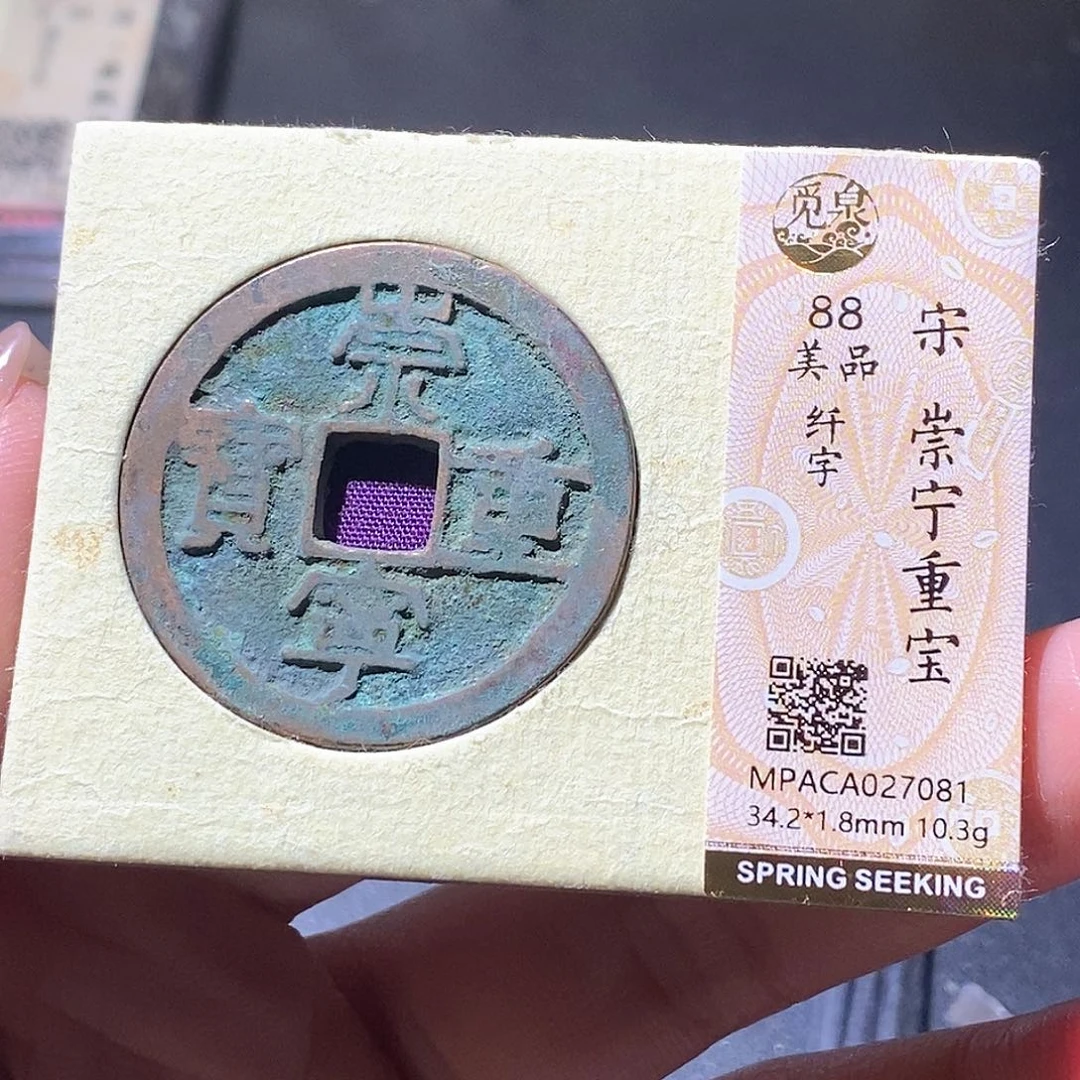 崇
寧
重
寶
觅泉
88
美品
纤字
宋 崇宁重宝
MPACA027081
34.2*1.8mm 10.3g
SPRING SEEKING